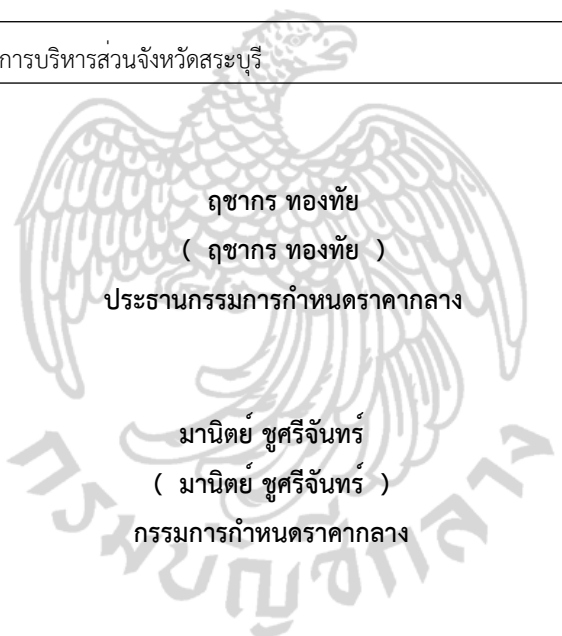 การบริหารส่วนจังหวัดสระบุรี
ฤชากร ทองทัย
( ฤชากร ทองทัย )
ประธานกรรมการกำหนดราคากลาง
มานิตย์ ชูศรีจันทร์
( มานิตย์ ชูศรีจันทร์ )
กรรมการกำหนดราคากลาง
กรมบัญชีกลาง